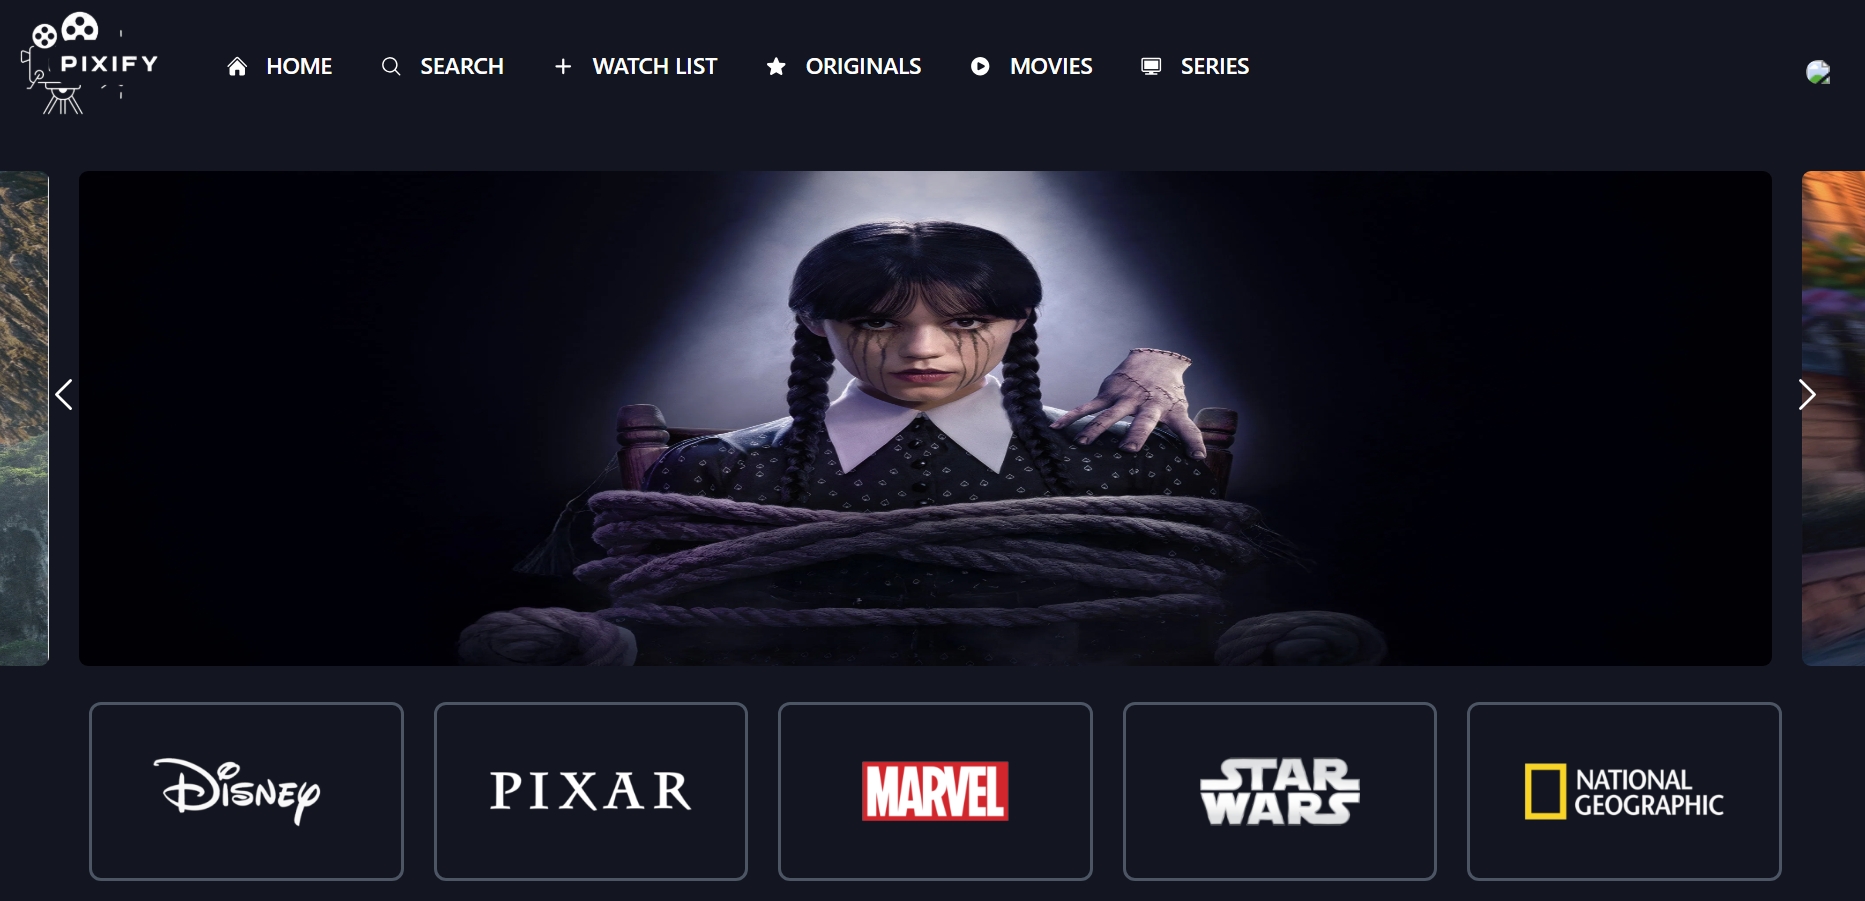 PIXIFY
HOME
SEARCH
WATCH LIST
ORIGINALS
MOVIES
SERIES
DISNEY
PIXAR
MARVEL
STAR
WARS
NATIONAL
GEOGRAPHIC